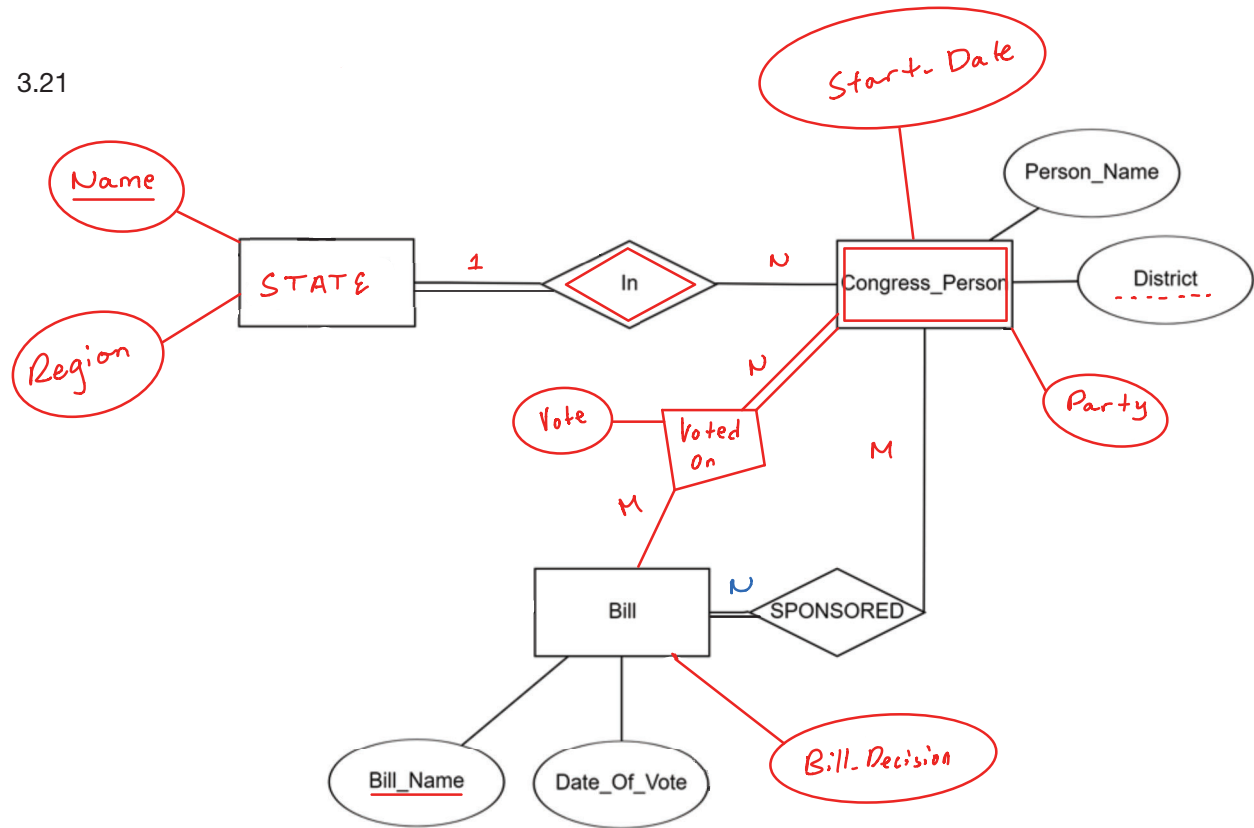 3.21
Start_Date
Name
Person_Name
STATE
1
In
N
Congress_Person
District
Region
N
Party
Vote
Voted
On
M
M
Bill
N
SPONSORED
Bill_Name
Date_Of_Vote
Bill_Decision